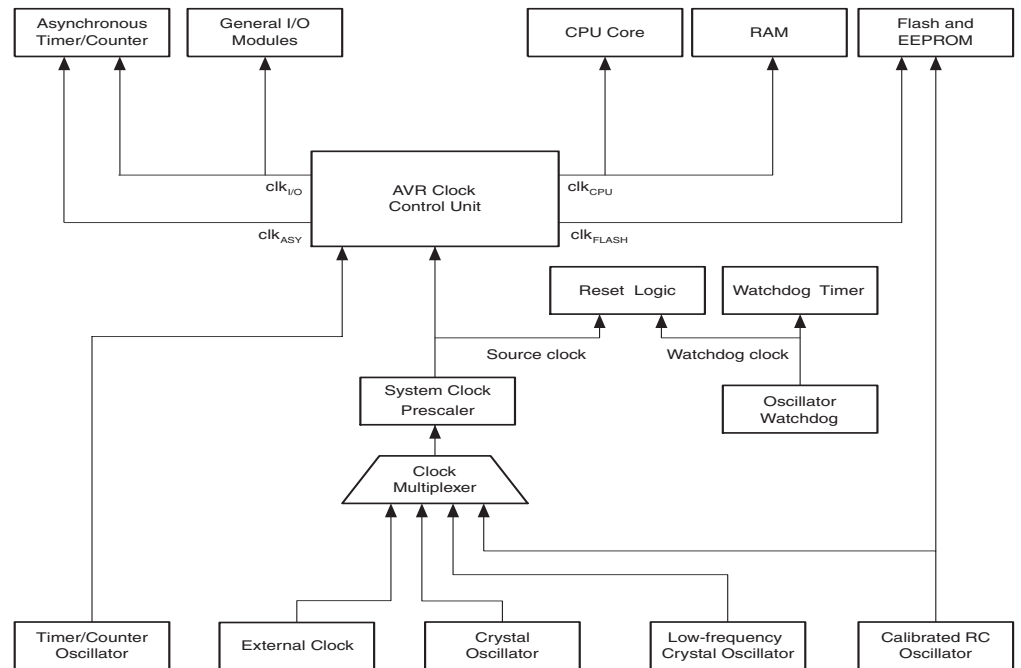 Asynchronous
Timer/Counter
General I/O
Modules
CPU Core
RAM
Flash and
EEPROM
clkI/O
AVR Clock
Control Unit
clkCPU
clkASY
clkFLASH
Reset Logic
Watchdog Timer
Source clock
Watchdog clock
System Clock
Prescaler
Oscillator
Watchdog
Clock
Multiplexer
Timer/Counter
Oscillator
External Clock
Crystal
Oscillator
Low-frequency
Crystal Oscillator
Calibrated RC
Oscillator